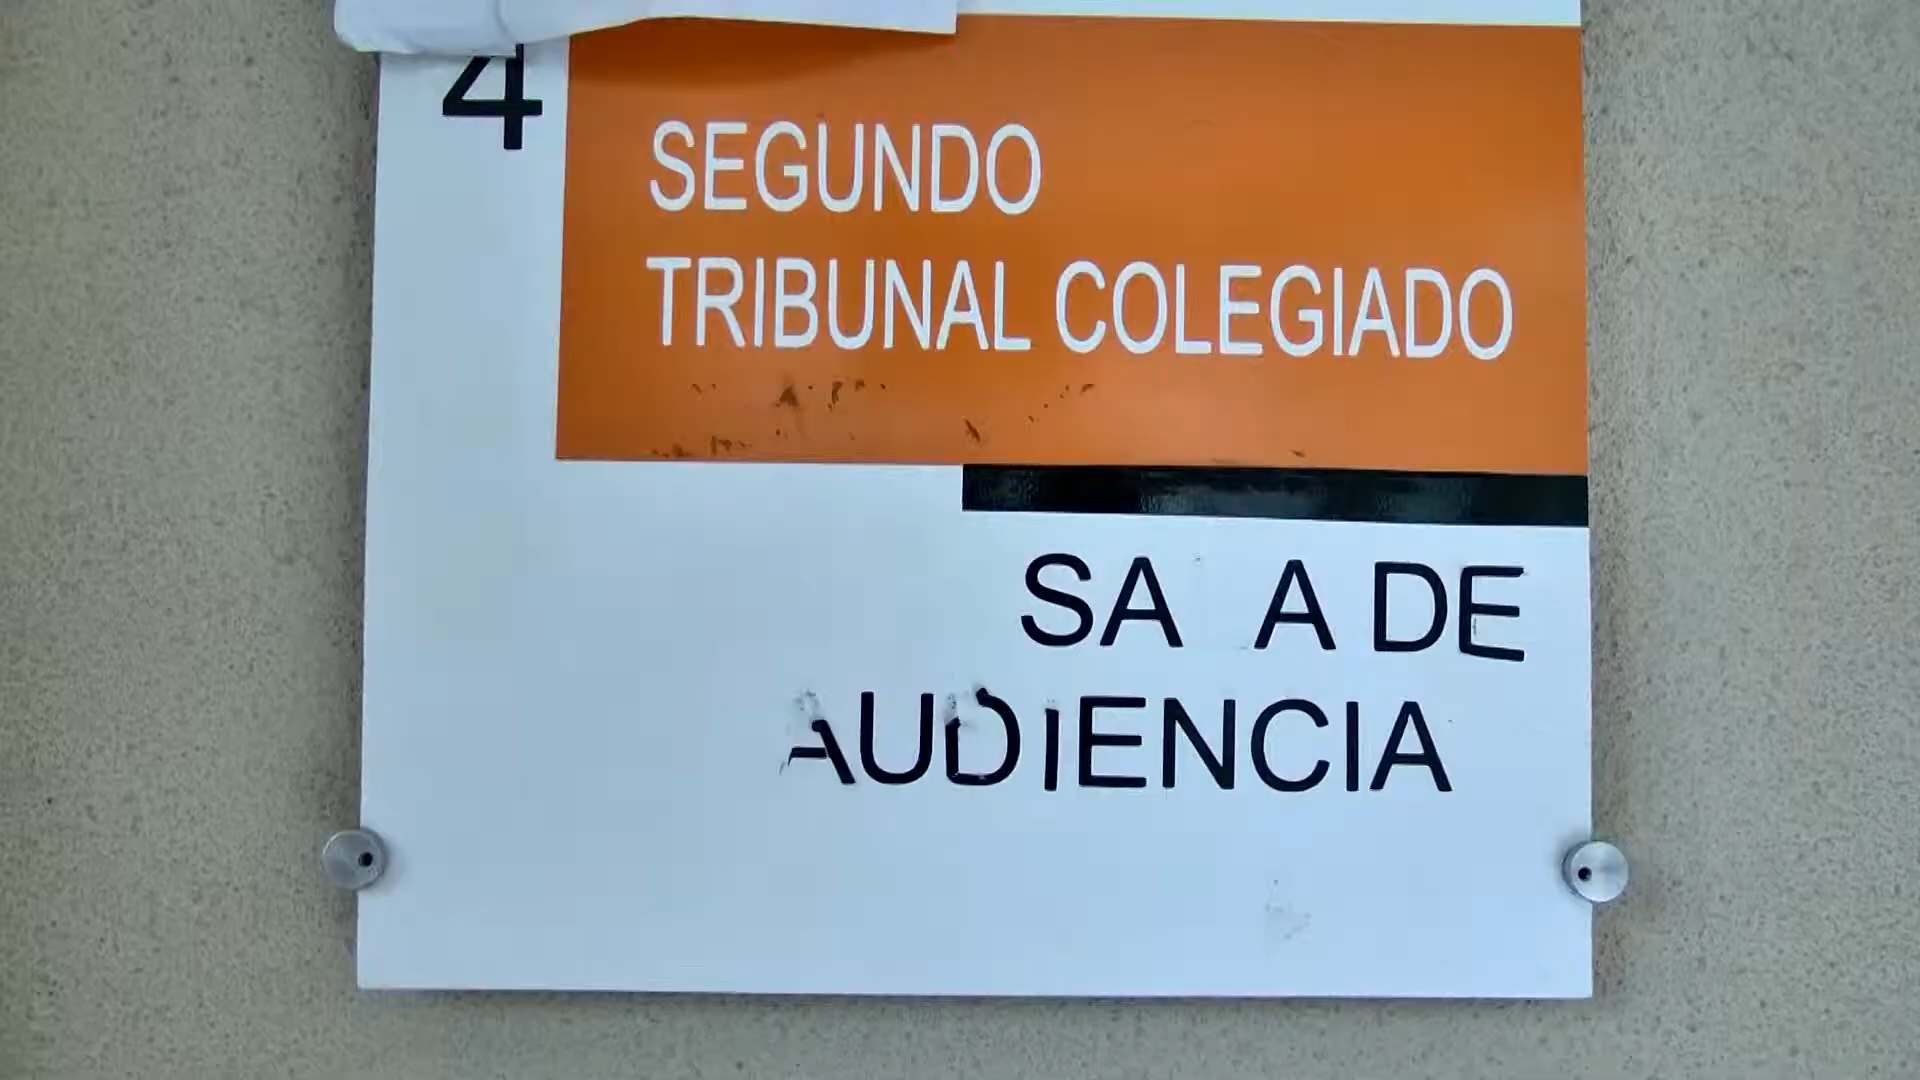 4
SEGUNDO
TRIBUNAL COLEGIADO
SA A DE
AUDIENCIA